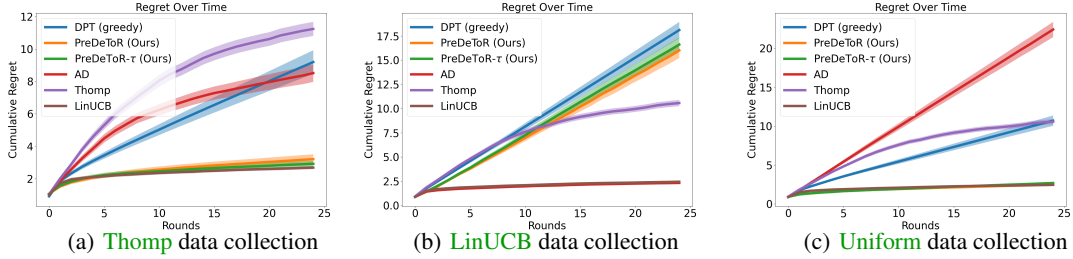 Regret Over Time
Cumulative Regret
12
10
8
6
4
2
DPT (greedy)
PreDeToR (Ours)
PreDeToR-τ (Ours)
AD
Thomp
LinUCB
0 5 10 15 20 25
Rounds
(a) Thomp data collection
Regret Over Time
Cumulative Regret
17.5
15.0
12.5
10.0
7.5
5.0
2.5
0.0
DPT (greedy)
PreDeToR (Ours)
PreDeToR-τ (Ours)
AD
Thomp
LinUCB
0 5 10 15 20 25
Rounds
(b) LinUCB data collection
Regret Over Time
Cumulative Regret
20
15
10
5
0
DPT (greedy)
PreDeToR (Ours)
PreDeToR-τ (Ours)
AD
Thomp
LinUCB
0 5 10 15 20 25
Rounds
(c) Uniform data collection